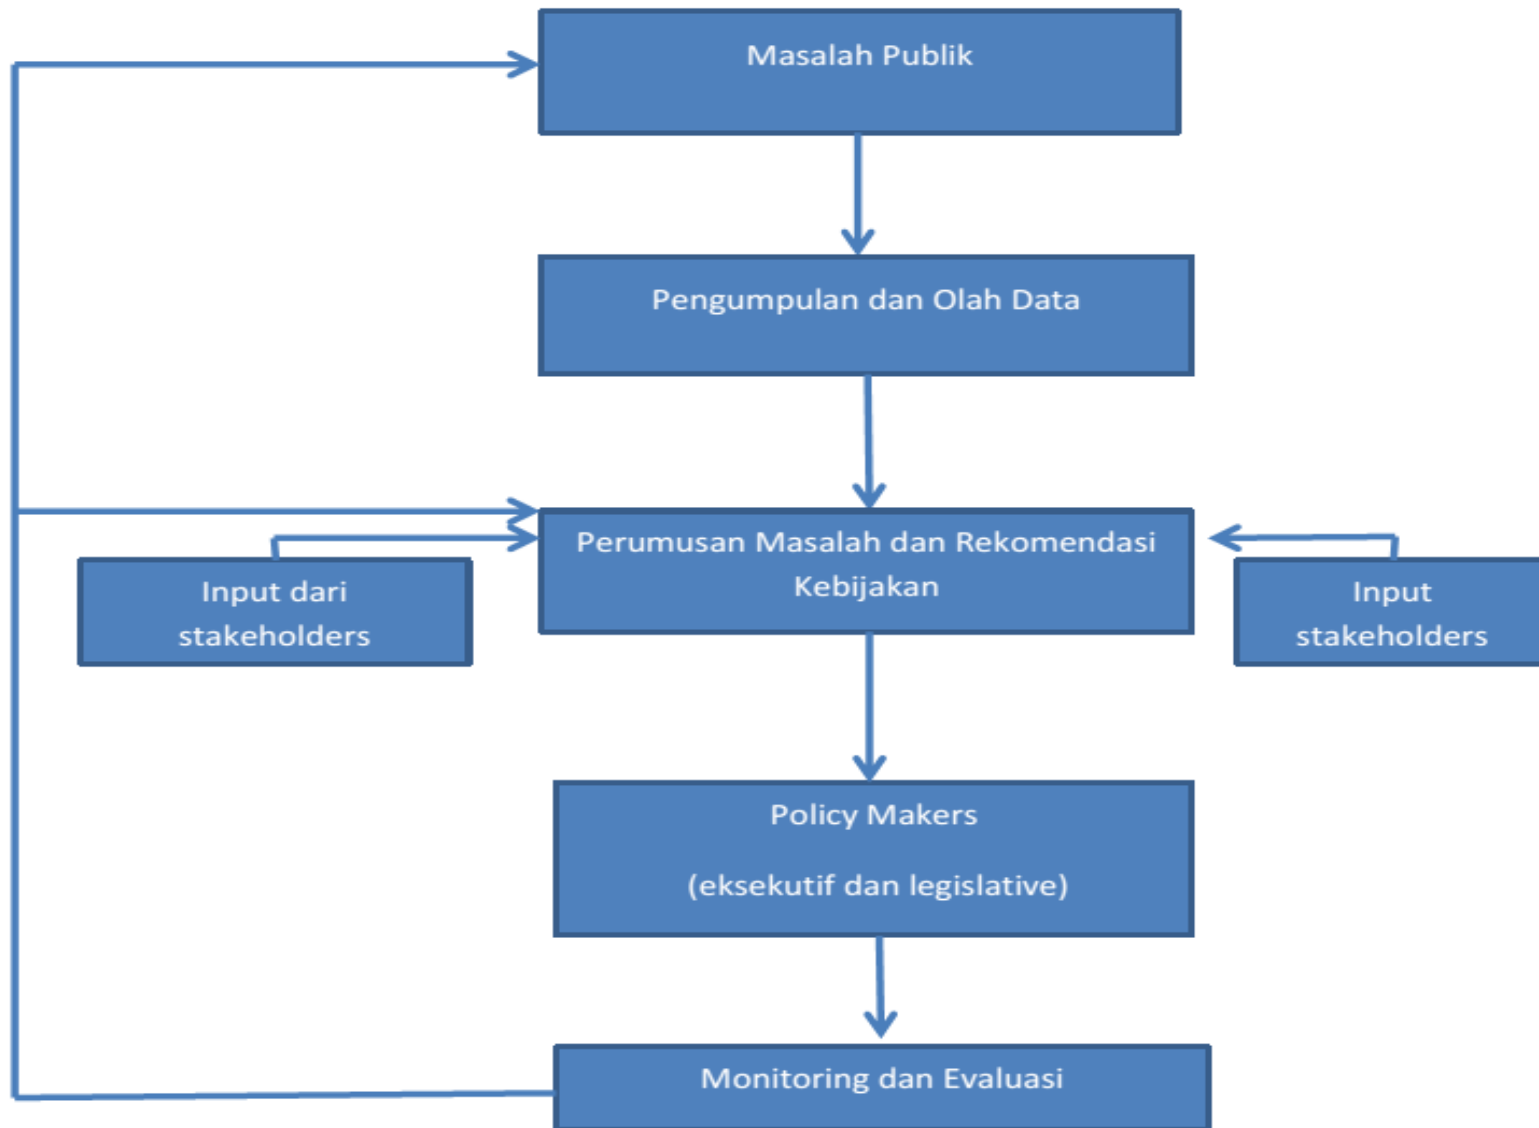 Masalah Publik
Pengumpulan dan Olah Data
Perumusan Masalah dan Rekomendasi
Kebijakan
Input dari
stakeholders
Input
stakeholders
Policy Makers
(eksekutif dan legislative)
Monitoring dan Evaluasi